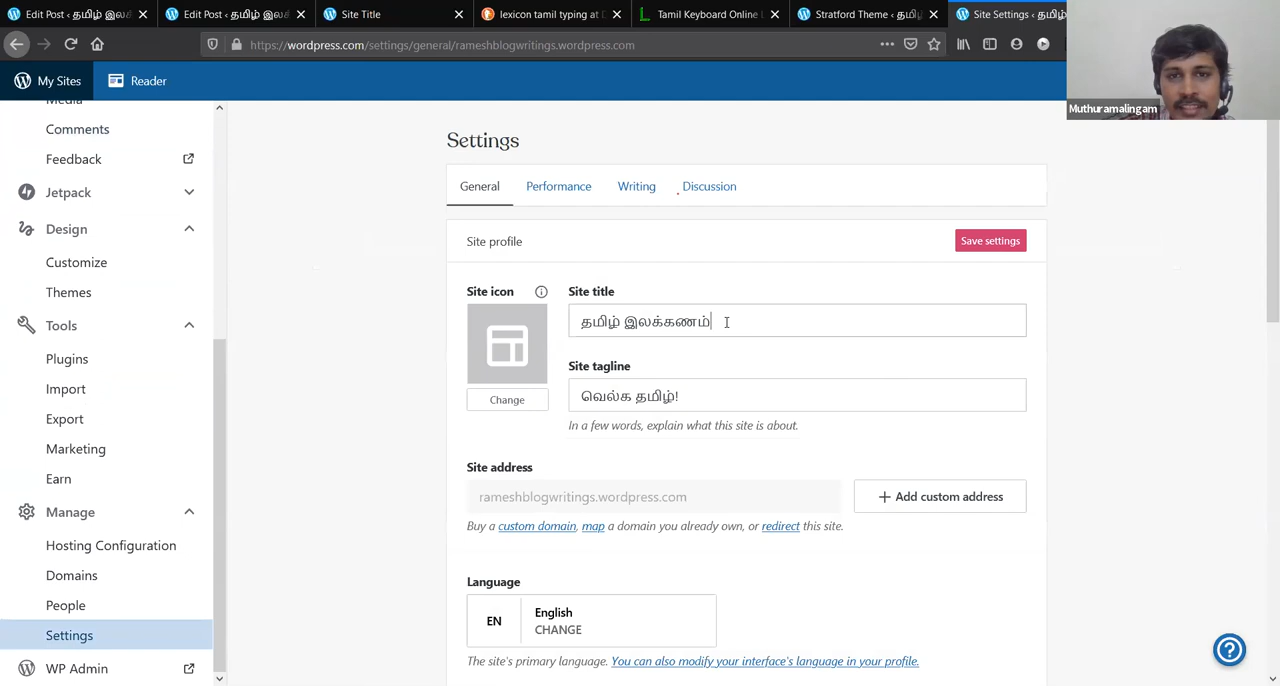 Edit Post ‹ தமிழ் இலக்
Edit Post ‹ தமிழ் இலக்
Site Title
lexicon tamil typing at D
Tamil Keyboard Online L
Stratford Theme ‹ தமிழ்
Site Settings ‹ தமிழ்
https://wordpress.com/settings/general/rameshblogwritings.wordpress.com
My Sites
Reader
Muthuramalingam
Media
Comments
Feedback
Jetpack
Design
Customize
Themes
Tools
Plugins
Import
Export
Marketing
Earn
Manage
Hosting Configuration
Domains
People
Settings
WP Admin
Settings
General Performance Writing Discussion
Site profile
Save settings
Site icon
Change
Site title
தமிழ் இலக்கணம்
Site tagline
வெல்க தமிழ்!
In a few words, explain what this site is about.
Site address
rameshblogwritings.wordpress.com
+ Add custom address
Buy a custom domain, map a domain you already own, or redirect this site.
Language
EN
English
CHANGE
The site's primary language. You can also modify your interface's language in your profile.